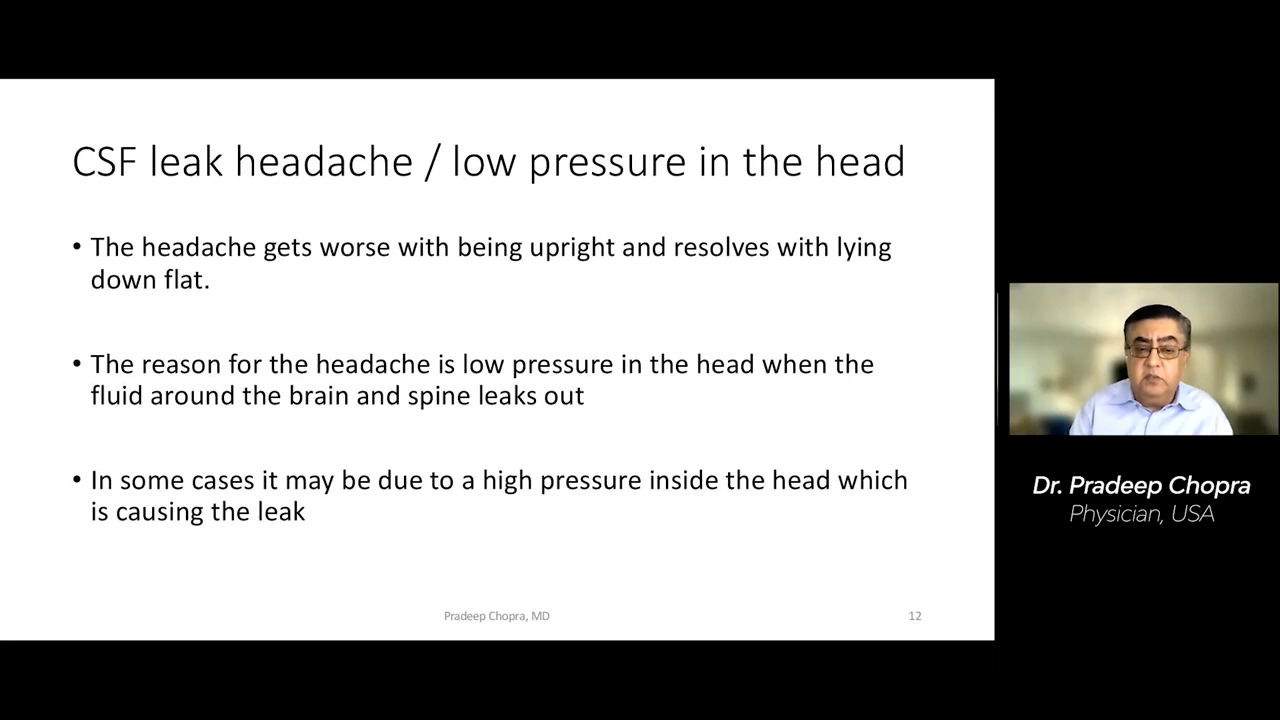 CSF leak headache / low pressure in the head
• The headache gets worse with being upright and resolves with lying
down flat.
• The reason for the headache is low pressure in the head when the
fluid around the brain and spine leaks out
• In some cases it may be due to a high pressure inside the head which
is causing the leak
Pradeep Chopra, MD
12
Dr. Pradeep Chopra
Physician, USA